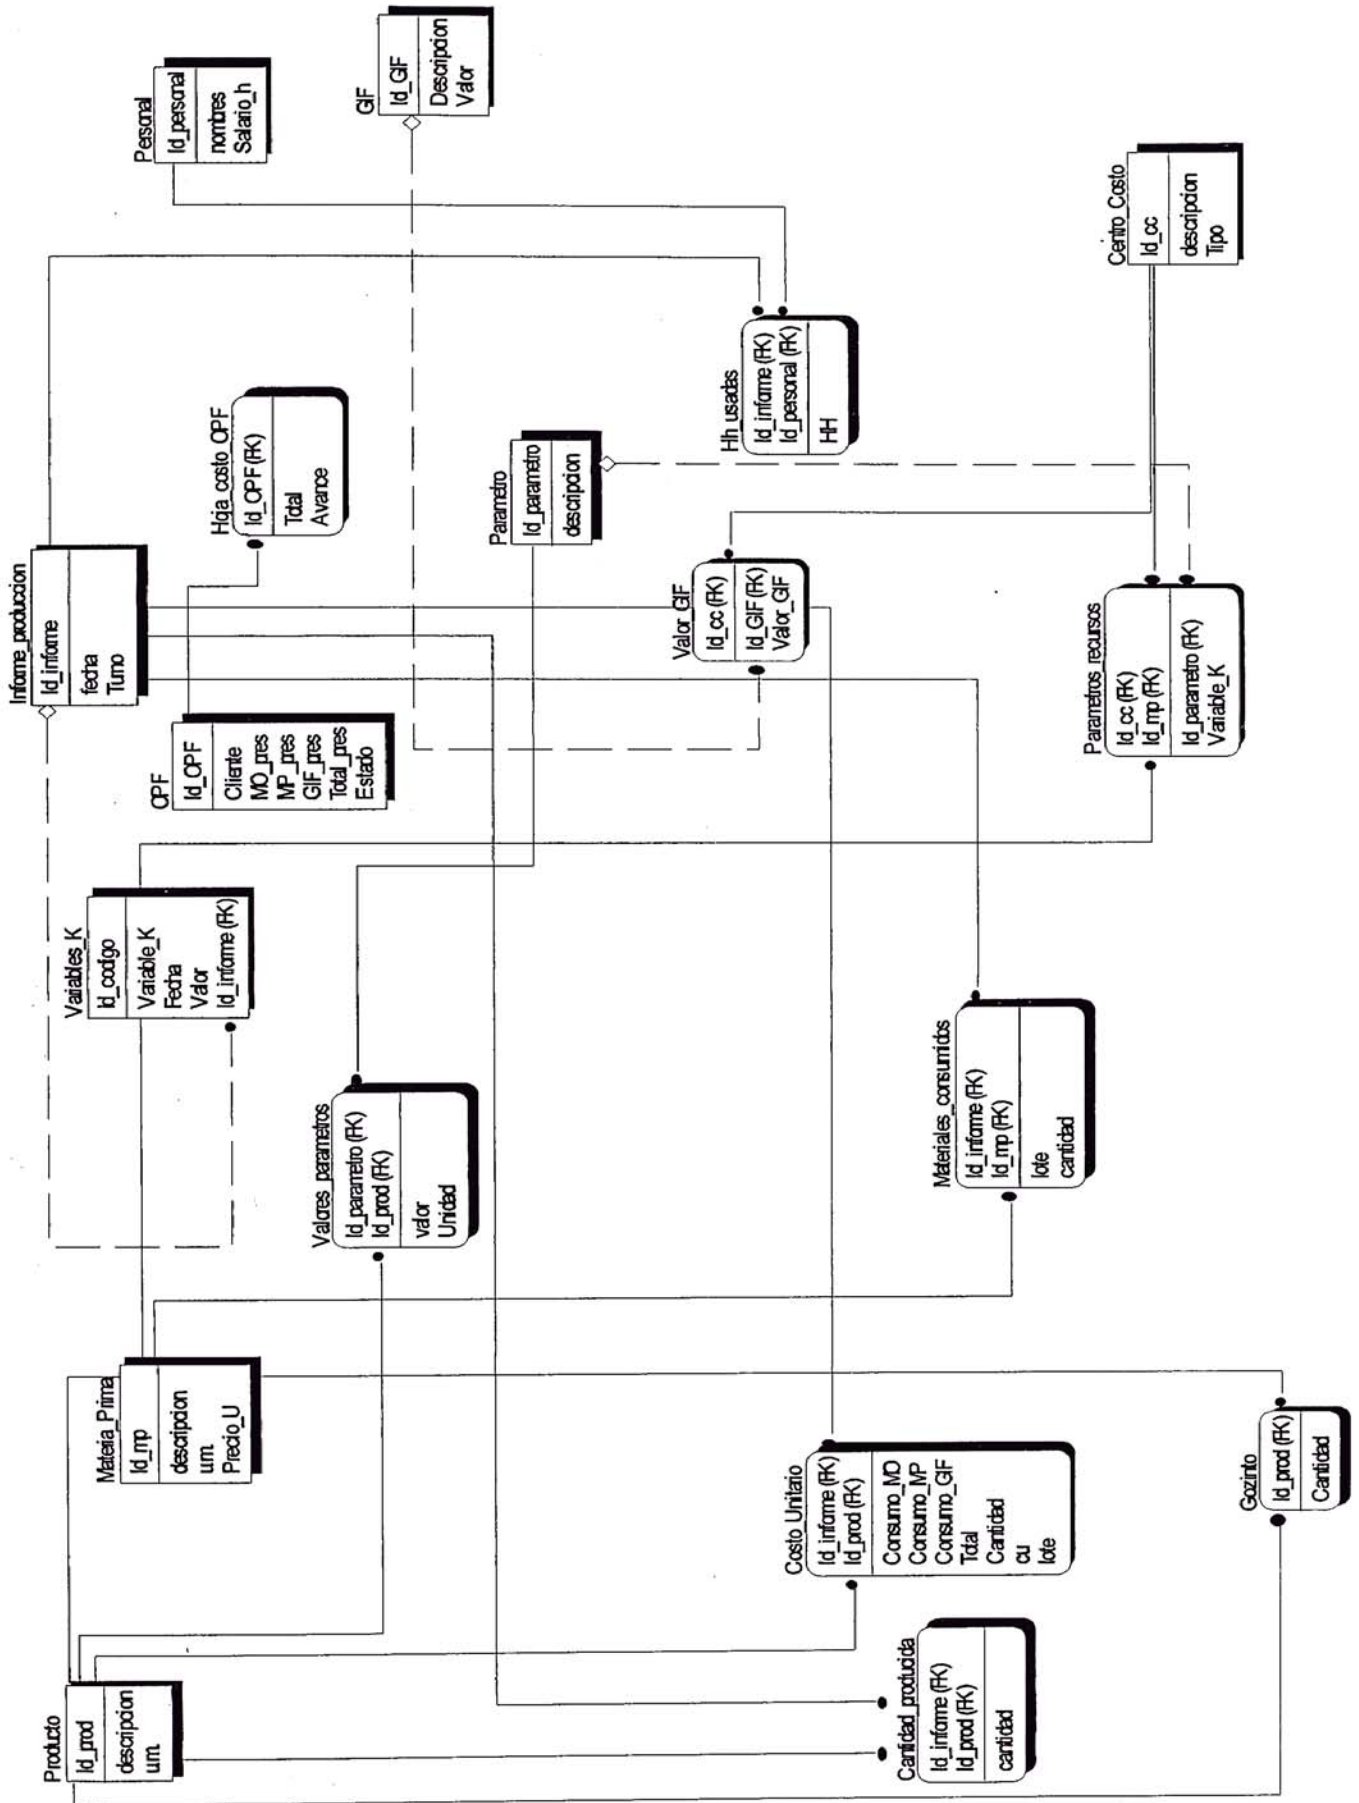 Producto
Id_prod
descripcion
u.m.
Materia_Prima
Id_mp
descripcion
u.m.
Precio_U
Variables_K
Id_codigo
Variable_K
Fecha
Valor
Id_informe (FK)
Informe_produccion
Id_informe
fecha
Turno
OPF
Id_OPF
Cliente
MO_pres
MP_pres
GIF_pres
Total_pres
Estado
Hoja_costo_OPF
Id_OPF (FK)
Total
Avance
Personal
Id_personal
nombres
Salario_h
GIF
Id_GIF
Descripcion
Valor
Valores_parametros
Id_parametro (FK)
Id_prod (FK)
valor
Unidad
Parametro
Id_parametro
descripcion
Valor_GIF
Id_cc (FK)
Id_GIF (FK)
Valor_GIF
Hh_usadas
Id_informe (FK)
Id_personal (FK)
HH
Costo Unitario
Id_informe (FK)
Id_prod (FK)
Consumo_MO
Consumo_MP
Consumo_GIF
Total
Cantidad
cu
lote
Cantidad_producida
Id_informe (FK)
Id_prod (FK)
cantidad
Materiales_consumidos
Id_informe (FK)
Id_mp (FK)
lote
cantidad
Parametros_recursos
Id_cc (FK)
Id_mp (FK)
Id_parametro (FK)
Variable_K
Centro_Costo
Id_cc
descripcion
Tipo
Gozinto
Id_prod (FK)
Cantidad